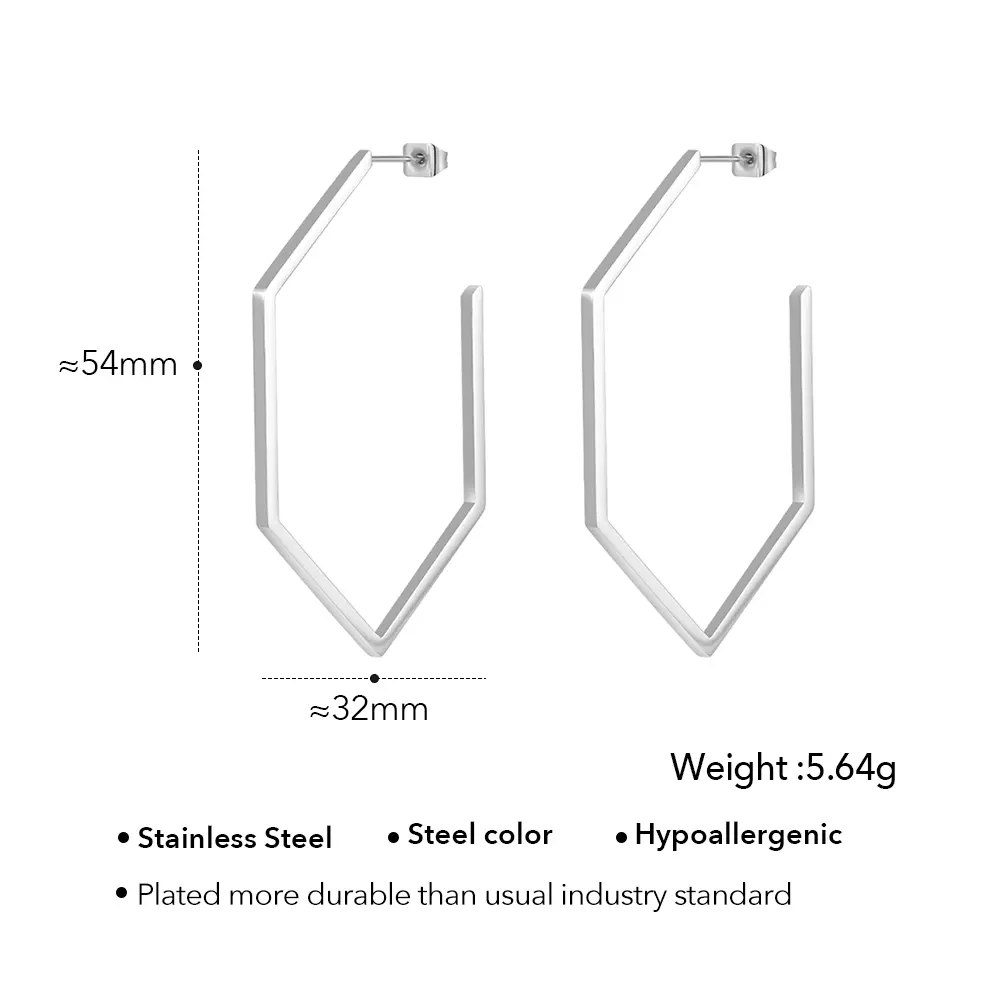 ≈54mm
≈32mm
Weight :5.64g
• Stainless Steel • Steel color • Hypoallergenic
• Plated more durable than usual industry standard